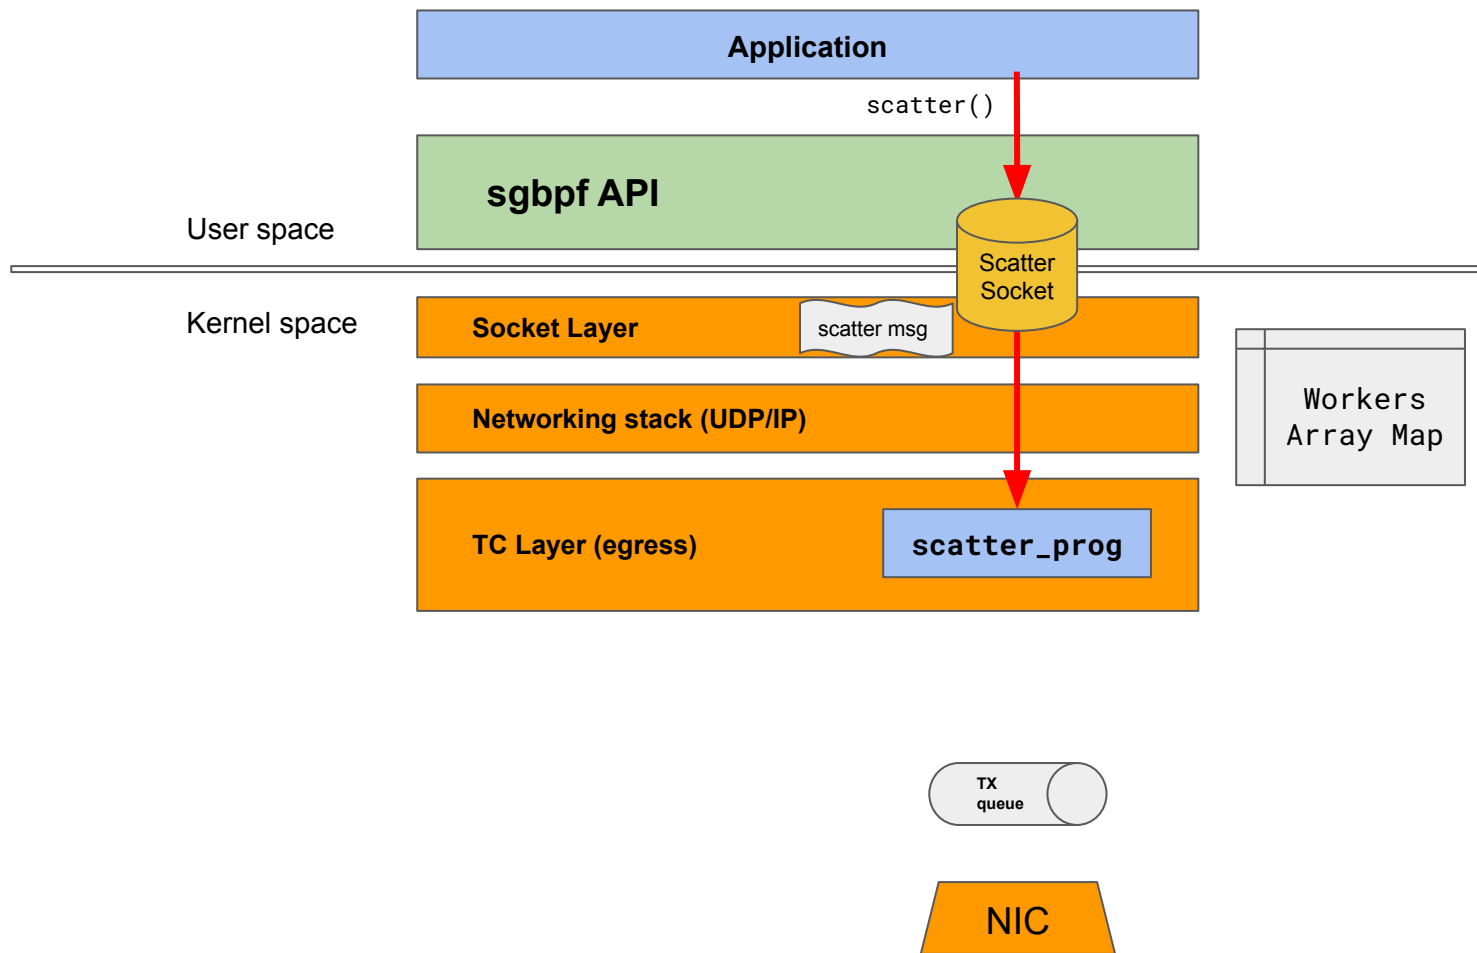 Application
scatter()
sgbpf API
User space
Scatter
Socket
Kernel space
Socket Layer
scatter msg
Networking stack (UDP/IP)
Workers
Array Map
TC Layer (egress)
scatter_prog
TX
queue
NIC